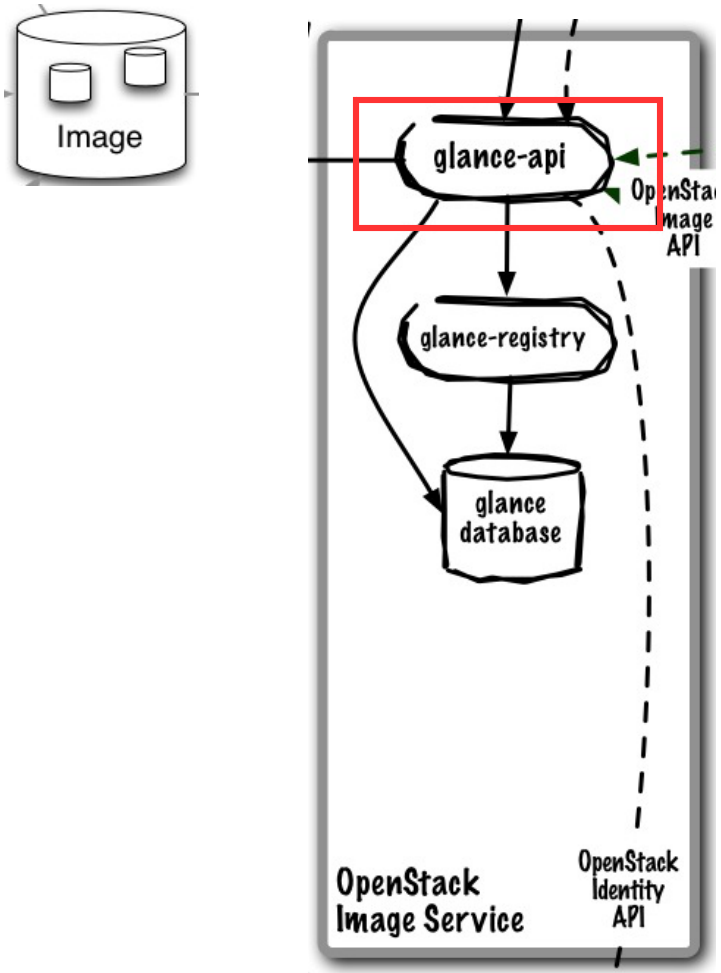 Image
glance-api
OpenStac
Image
API
glance-registry
glance
database
OpenStack
Identity
API
OpenStack
Image Service